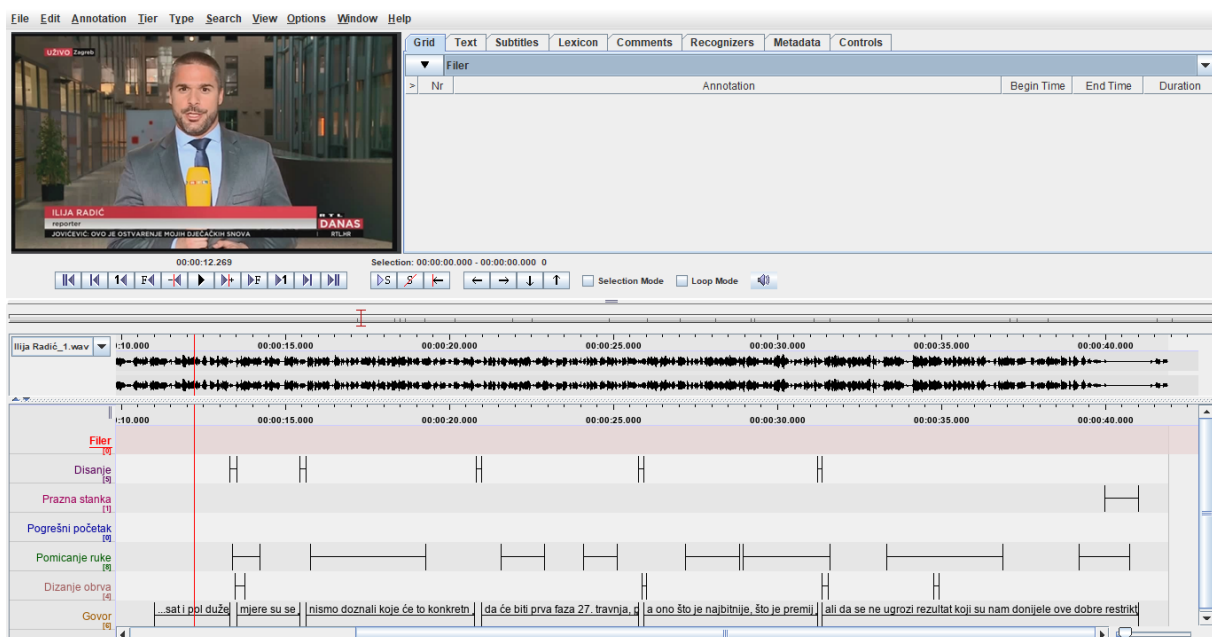 File Edit Annotation Tier Type Search View Options Window Help
UŽIVO Zagreb
ILIJA RADIĆ
reporter
RTL
DANAS
JOVIĆEVIĆ: OVO JE OSTVARENJE MOJIH DJEČAČKIH SNOVA
RTL.HR
Grid Text Subtitles Lexicon Comments Recognizers Metadata Controls
Filer
> Nr Annotation Begin Time End Time Duration
00:00:12.269
Selection: 00:00:00.000 - 00:00:00.000 0
1 F F 1 S S
Selection Mode Loop Mode
Ilija Radić_1.wav
:10.000 00:00:15.000 00:00:20.000 00:00:25.000 00:00:30.000 00:00:35.000 00:00:40.000
:10.000 00:00:15.000 00:00:20.000 00:00:25.000 00:00:30.000 00:00:35.000 00:00:40.000
Filer
[0]
Disanje
[5]
Prazna stanka
[1]
Pogrešni početak
[0]
Pomicanje ruke
[8]
Dizanje obrva
[4]
Govor
[6]
...sat i pol duže mjere su se nismo doznali koje će to konkretn da će biti prva faza 27. travnja, a ono što je najbitnije, što je premij ali da se ne ugrozi rezultat koji su nam donijele ove dobre restrikt